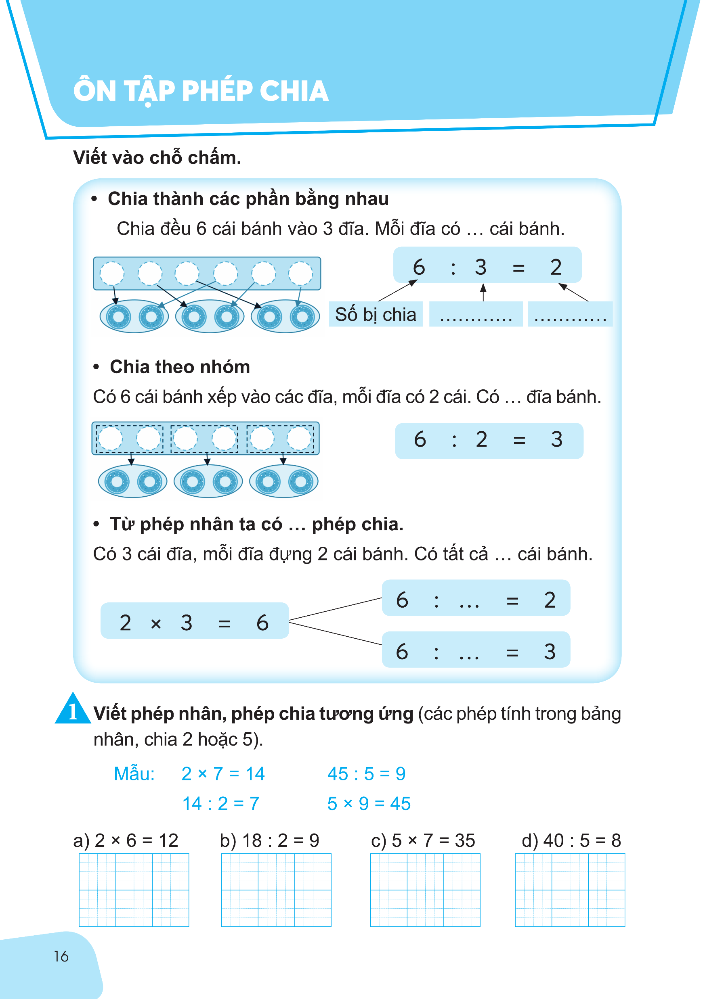 ÔN TẬP PHÉP CHIA
Viết vào chỗ chấm.
• Chia thành các phần bằng nhau
Chia đều 6 cái bánh vào 3 đĩa. Mỗi đĩa có ... cái bánh.
6 : 3 = 2
Số bị chia ............ ............
• Chia theo nhóm
Có 6 cái bánh xếp vào các đĩa, mỗi đĩa có 2 cái. Có ... đĩa bánh.
6 : 2 = 3
• Từ phép nhân ta có ... phép chia.
Có 3 cái đĩa, mỗi đĩa đựng 2 cái bánh. Có tất cả ... cái bánh.
6 : ... = 2
2 × 3 = 6
6 : ... = 3
1 Viết phép nhân, phép chia tương ứng (các phép tính trong bảng
nhân, chia 2 hoặc 5).
Mẫu: 2 × 7 = 14 45 : 5 = 9
14 : 2 = 7 5 × 9 = 45
a) 2 × 6 = 12 b) 18 : 2 = 9 c) 5 × 7 = 35 d) 40 : 5 = 8
16